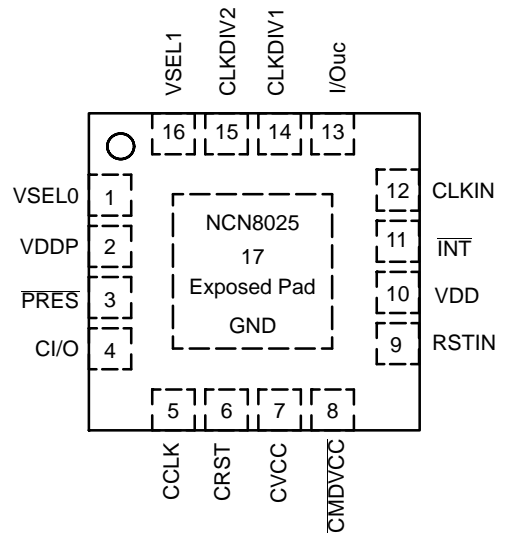 VSEL1
CLKDIV2
CLKDIV1
I/Ouc
16
15
14
13
VSEL0
1
VDDP
2
PRES
3
CI/O
4
NCN8025
17
Exposed Pad
GND
12
CLKIN
11
INT
10
VDD
9
RSTIN
5
6
7
8
CCLK
CRST
CVCC
CMDVCC